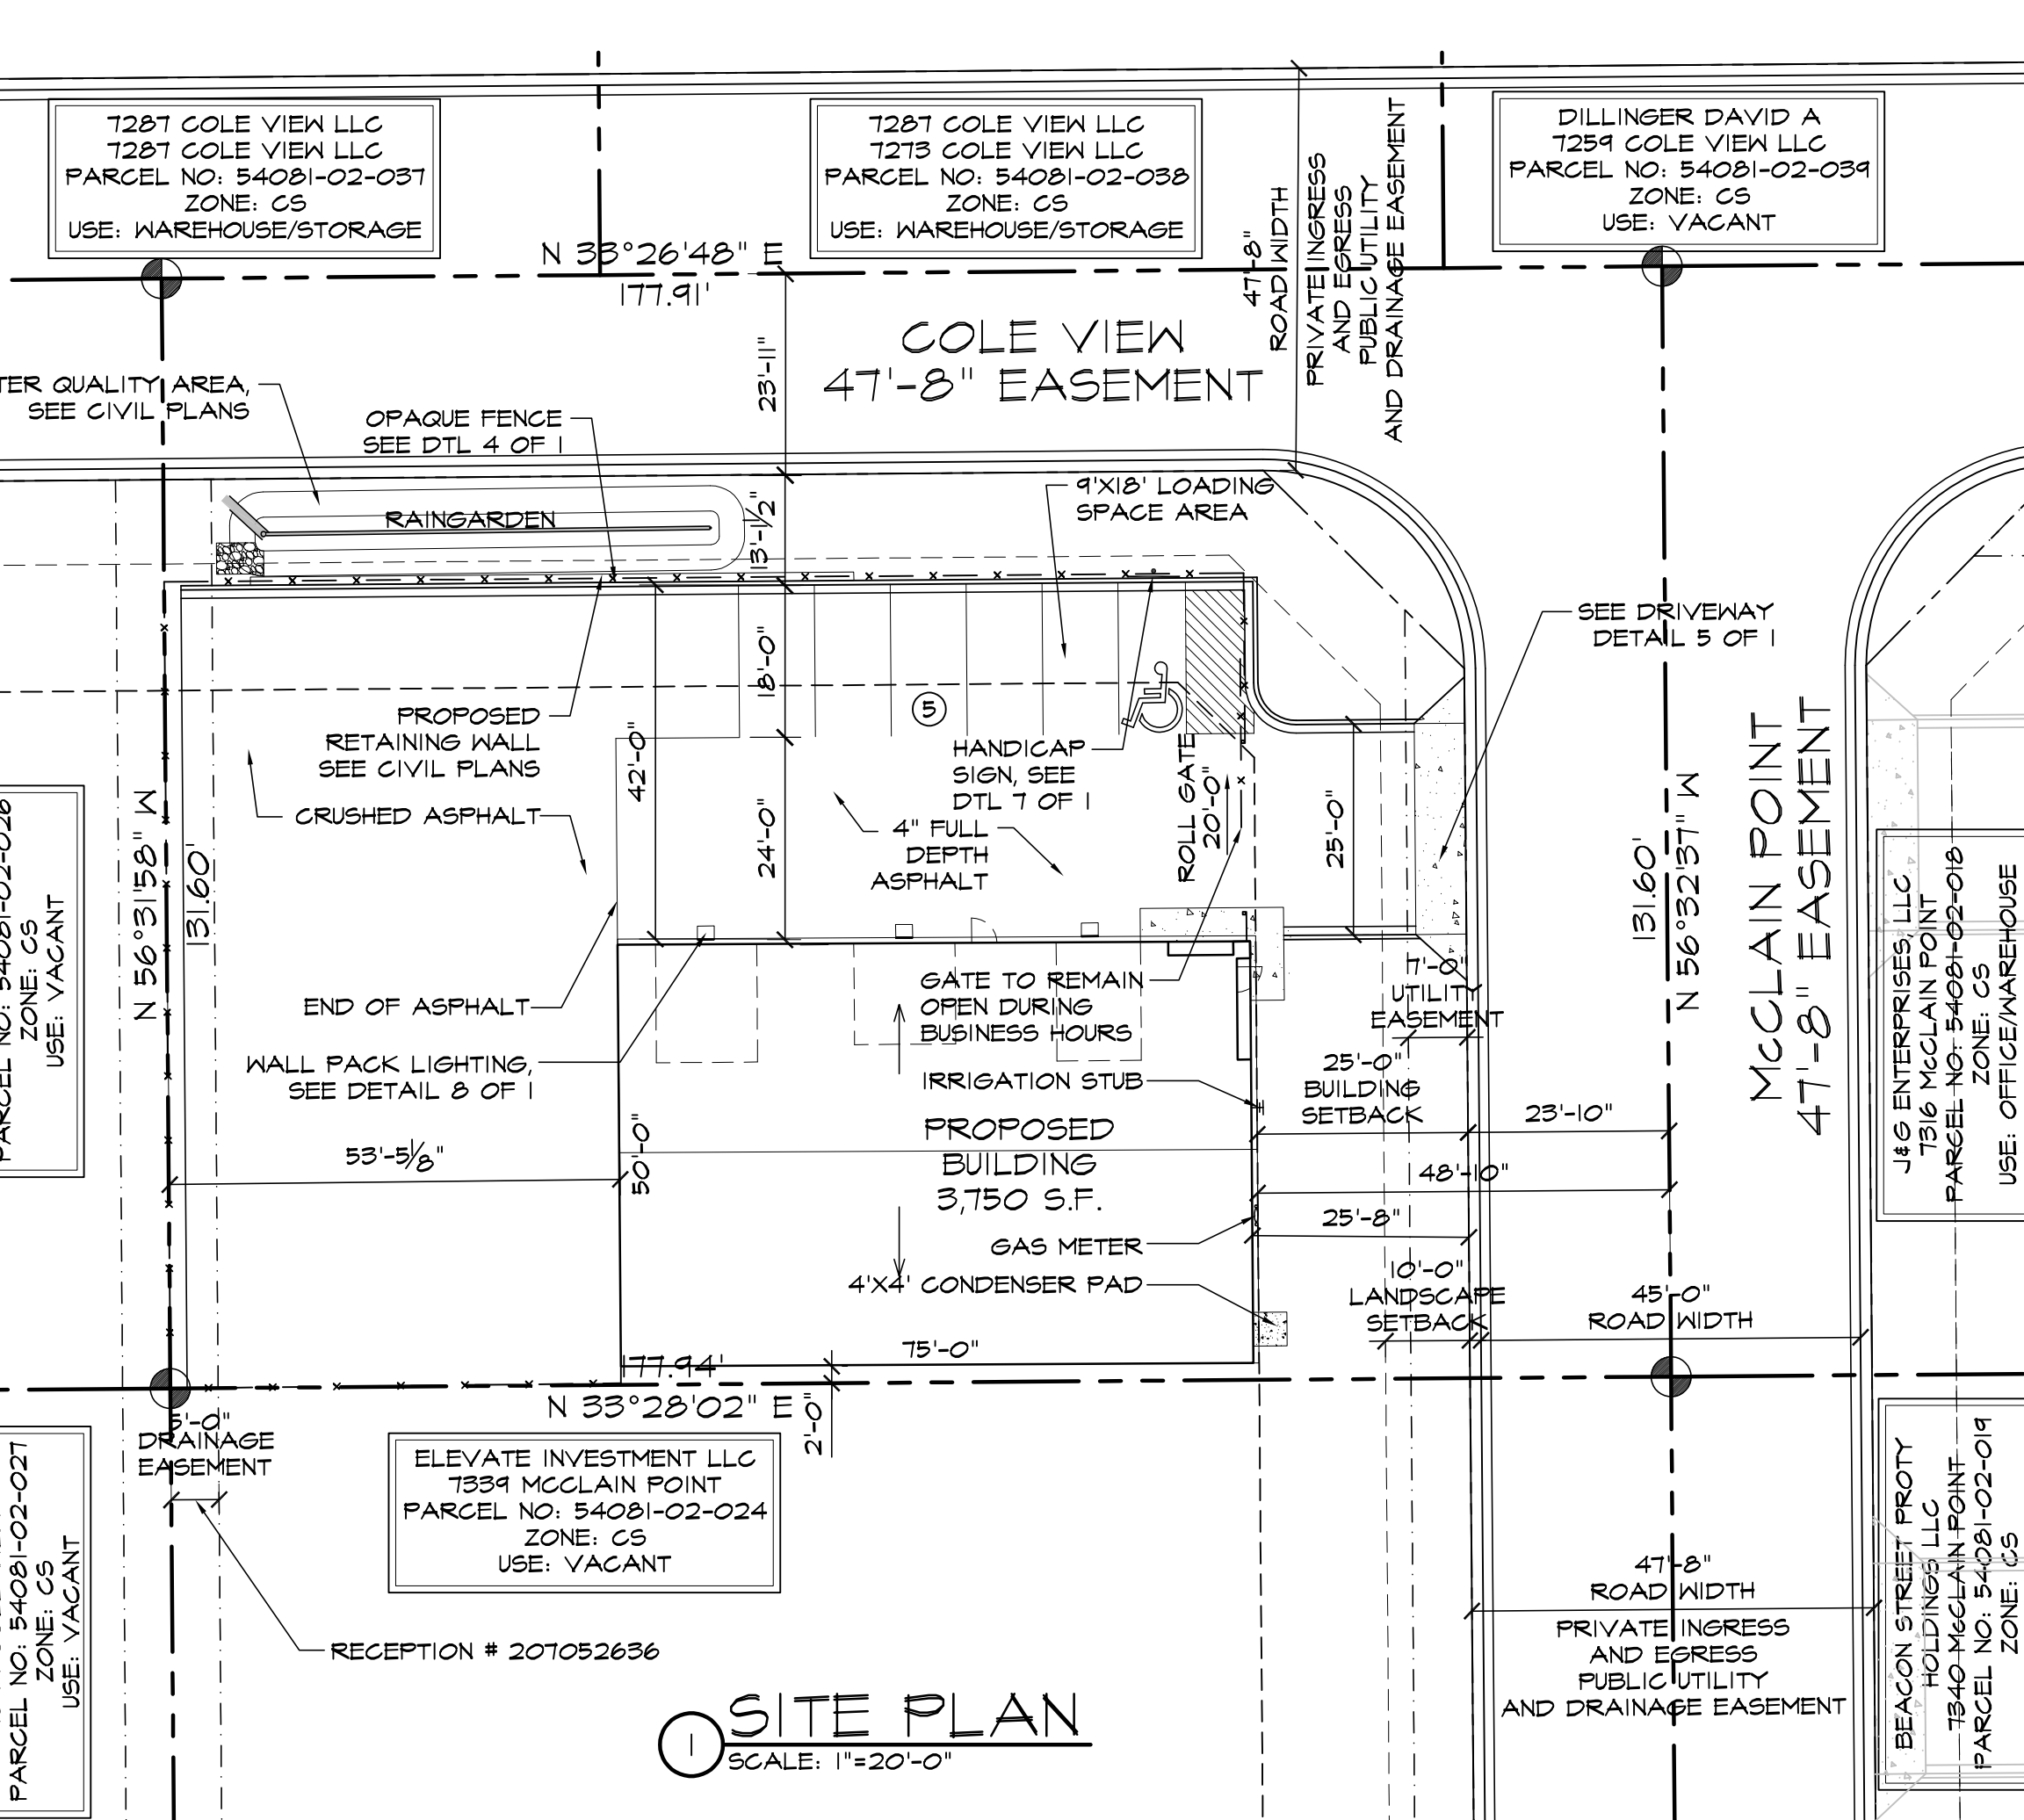 7287 COLE VIEW LLC
7287 COLE VIEW LLC
PARCEL NO: 54081-02-037
ZONE: CS
USE: WAREHOUSE/STORAGE
7287 COLE VIEW LLC
7273 COLE VIEW LLC
PARCEL NO: 54081-02-038
ZONE: CS
USE: WAREHOUSE/STORAGE
DILLINGER DAVID A
7259 COLE VIEW LLC
PARCEL NO: 54081-02-039
ZONE: CS
USE: VACANT
N 33°26'48" E
177.91'
47'-8"
ROAD WIDTH
PRIVATE INGRESS
AND EGRESS
PUBLIC UTILITY
AND DRAINAGE EASEMENT
COLE VIEW
47'-8" EASEMENT
23'-11"
TER QUALITY AREA,
SEE CIVIL PLANS
OPAQUE FENCE
SEE DTL 4 OF 1
RAINGARDEN
13'-1/2"
9'X18' LOADING
SPACE AREA
SEE DRIVEWAY
DETAIL 5 OF 1
18'-0"
5
PROPOSED
RETAINING WALL
SEE CIVIL PLANS
42'-0"
HANDICAP
SIGN, SEE
DTL 7 OF 1
ROLL GATE
20'-0"
25'-0"
CRUSHED ASPHALT
24'-0"
4" FULL
DEPTH
ASPHALT
N 56°31'58" W
131.60'
131.60'
N 56°32'37" W
McCLAIN POINT
47'-8" EASEMENT
PARCEL NO: 54081-02-026
ZONE: CS
USE: VACANT
J&G ENTERPRISES, LLC
7316 McCLAIN POINT
PARCEL NO: 54081-02-018
ZONE: CS
USE: OFFICE/WAREHOUSE
END OF ASPHALT
GATE TO REMAIN
OPEN DURING
BUSINESS HOURS
7'-0"
UTILITY
EASEMENT
WALL PACK LIGHTING,
SEE DETAIL 8 OF 1
IRRIGATION STUB
25'-0"
BUILDING
SETBACK
23'-10"
53'-5/8"
50'-0"
PROPOSED
BUILDING
3,750 S.F.
48'-10"
25'-8"
GAS METER
4'X4' CONDENSER PAD
10'-0"
LANDSCAPE
SETBACK
45'-0"
ROAD WIDTH
75'-0"
177.94'
N 33°28'02" E
2'-0"
5'-0"
DRAINAGE
EASEMENT
ELEVATE INVESTMENT LLC
7339 MCCLAIN POINT
PARCEL NO: 54081-02-024
ZONE: CS
USE: VACANT
PARCEL NO: 54081-02-027
ZONE: CS
USE: VACANT
RECEPTION # 207052636
47'-8"
ROAD WIDTH
PRIVATE INGRESS
AND EGRESS
PUBLIC UTILITY
AND DRAINAGE EASEMENT
BEACON STREET PROTY
HOLDINGS LLC
7340 McCLAIN POINT
PARCEL NO: 54081-02-019
ZONE: CS
1
SITE PLAN
SCALE: 1"=20'-0"